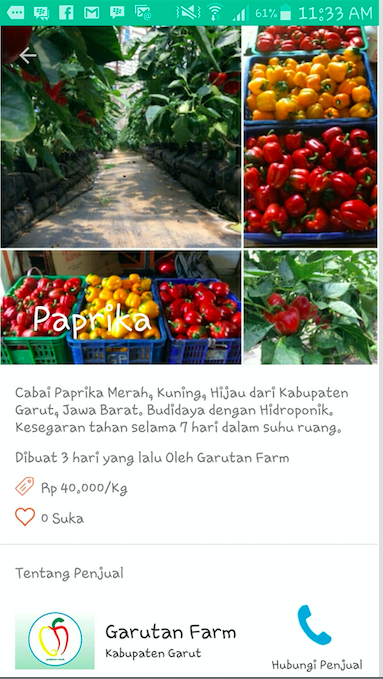 61% 11:33 AM
Paprika
Cabai Paprika Merah, Kuning, Hijau dari Kabupaten
Garut, Jawa Barat. Budidaya dengan Hidroponik.
Kesegaran tahan selama 7 hari dalam suhu ruang.
Dibuat 3 hari yang lalu Oleh Garutan Farm
Rp 40,000/Kg
0 Suka
Tentang Penjual
Garutan Farm
Kabupaten Garut
Hubungi Penjual